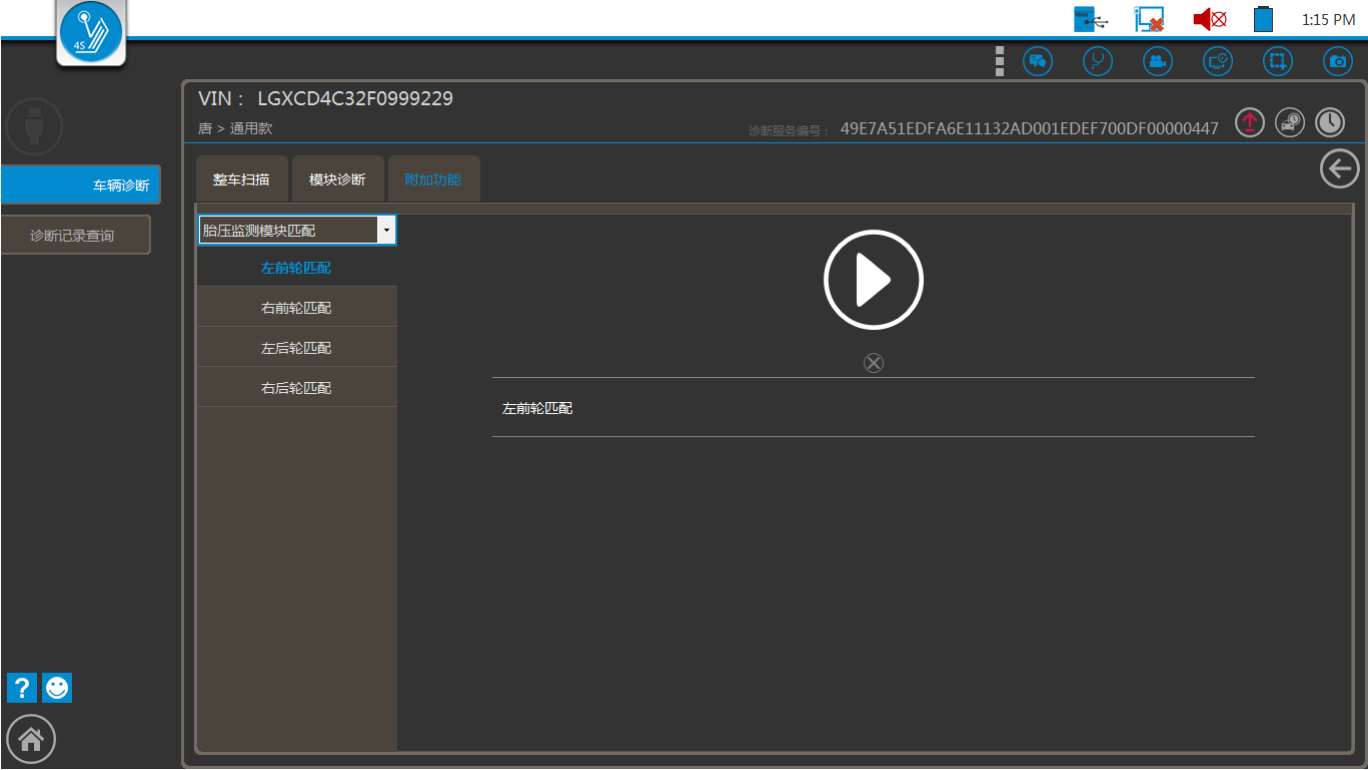 1:15 PM
4S
VIN： LGXCD4C32F0999229
唐 > 通用款
诊断服务编号： 49E7A51EDFA6E11132AD001EDEF700DF00000447
车辆诊断
诊断记录查询
整车扫描 模块诊断 附加功能
胎压监测模块匹配
左前轮匹配
右前轮匹配
左后轮匹配
右后轮匹配
左前轮匹配
?